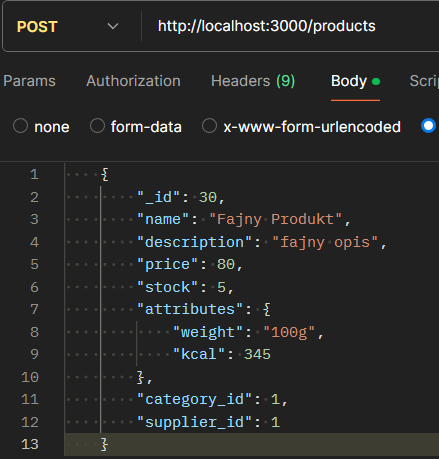 POST http://localhost:3000/products
Params Authorization Headers (9) Body Scri
none form-data x-www-form-urlencoded
1 {
2 "_id": 30,
3 "name": "Fajny Produkt",
4 "description": "fajny opis",
5 "price": 80,
6 "stock": 5,
7 "attributes": {
8 "weight": "100g",
9 "kcal": 345
10 },
11 "category_id": 1,
12 "supplier_id": 1
13 }